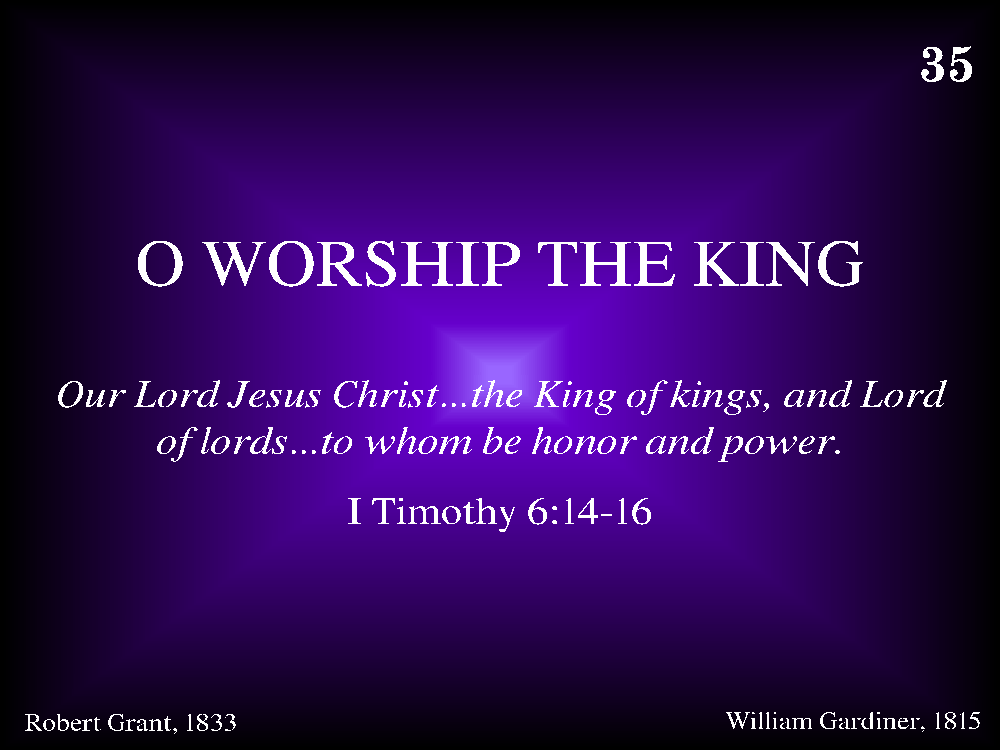 35
O WORSHIP THE KING
Our Lord Jesus Christ...the King of kings, and Lord
of lords...to whom be honor and power.
I Timothy 6:14-16
Robert Grant, 1833
William Gardiner, 1815